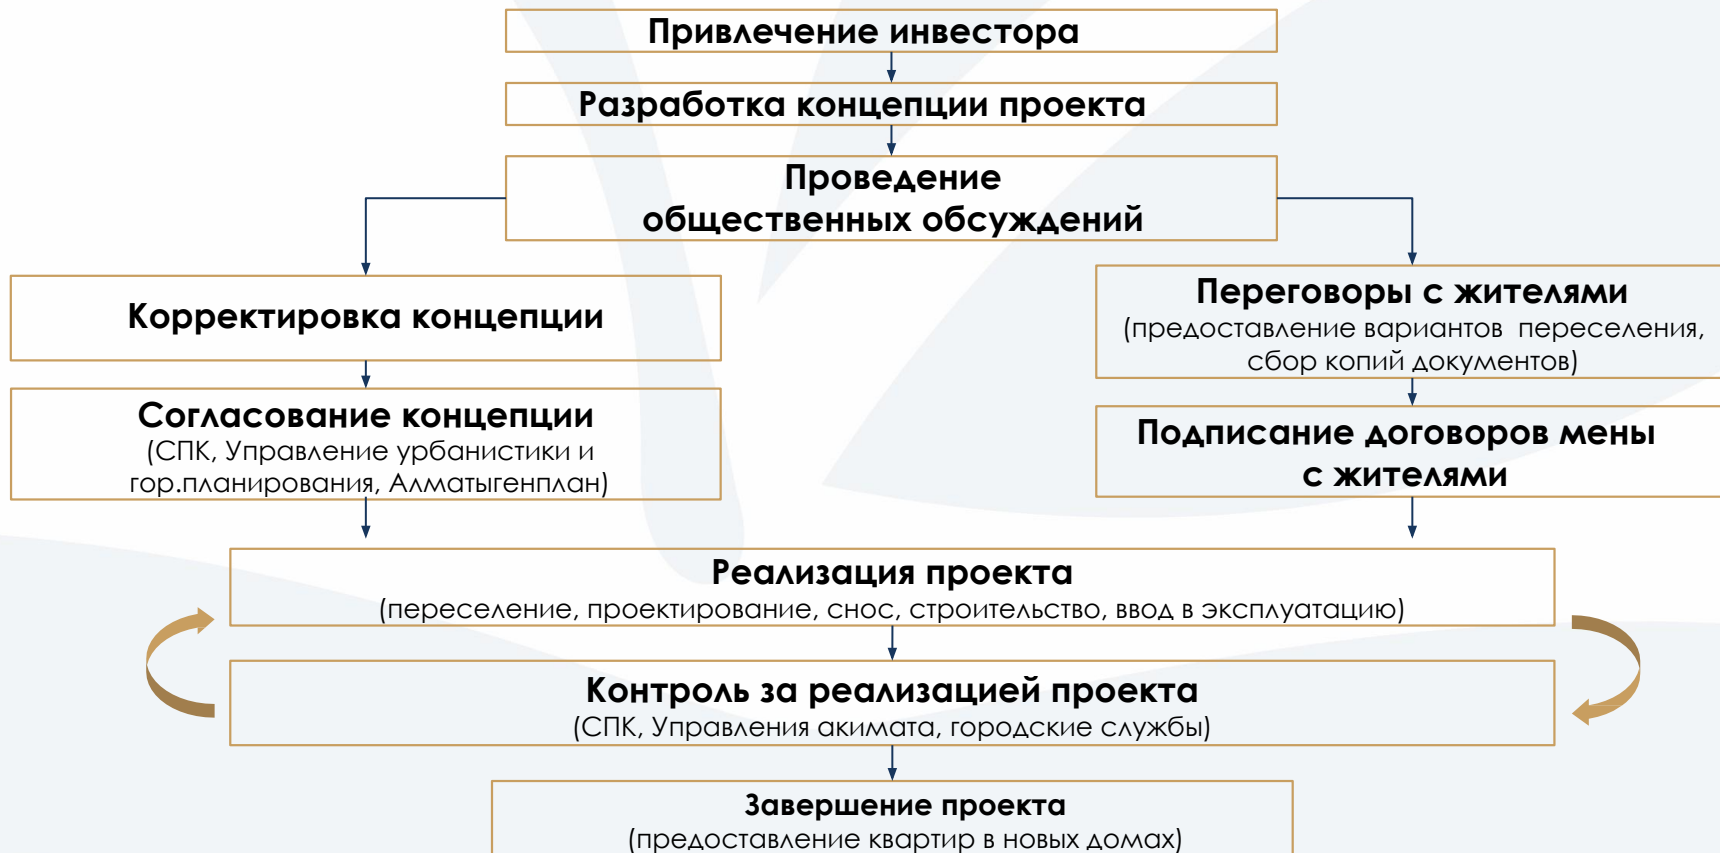 Привлечение инвестора
Разработка концепции проекта
Проведение
общественных обсуждений
Корректировка концепции
Согласование концепции
(СПК, Управление урбанистики и
гор.планирования, Алматыгенплан)
Переговоры с жителями
(предоставление вариантов переселения,
сбор копий документов)
Подписание договоров мены
с жителями
Реализация проекта
(переселение, проектирование, снос, строительство, ввод в эксплуатацию)
Контроль за реализацией проекта
(СПК, Управления акимата, городские службы)
Завершение проекта
(предоставление квартир в новых домах)